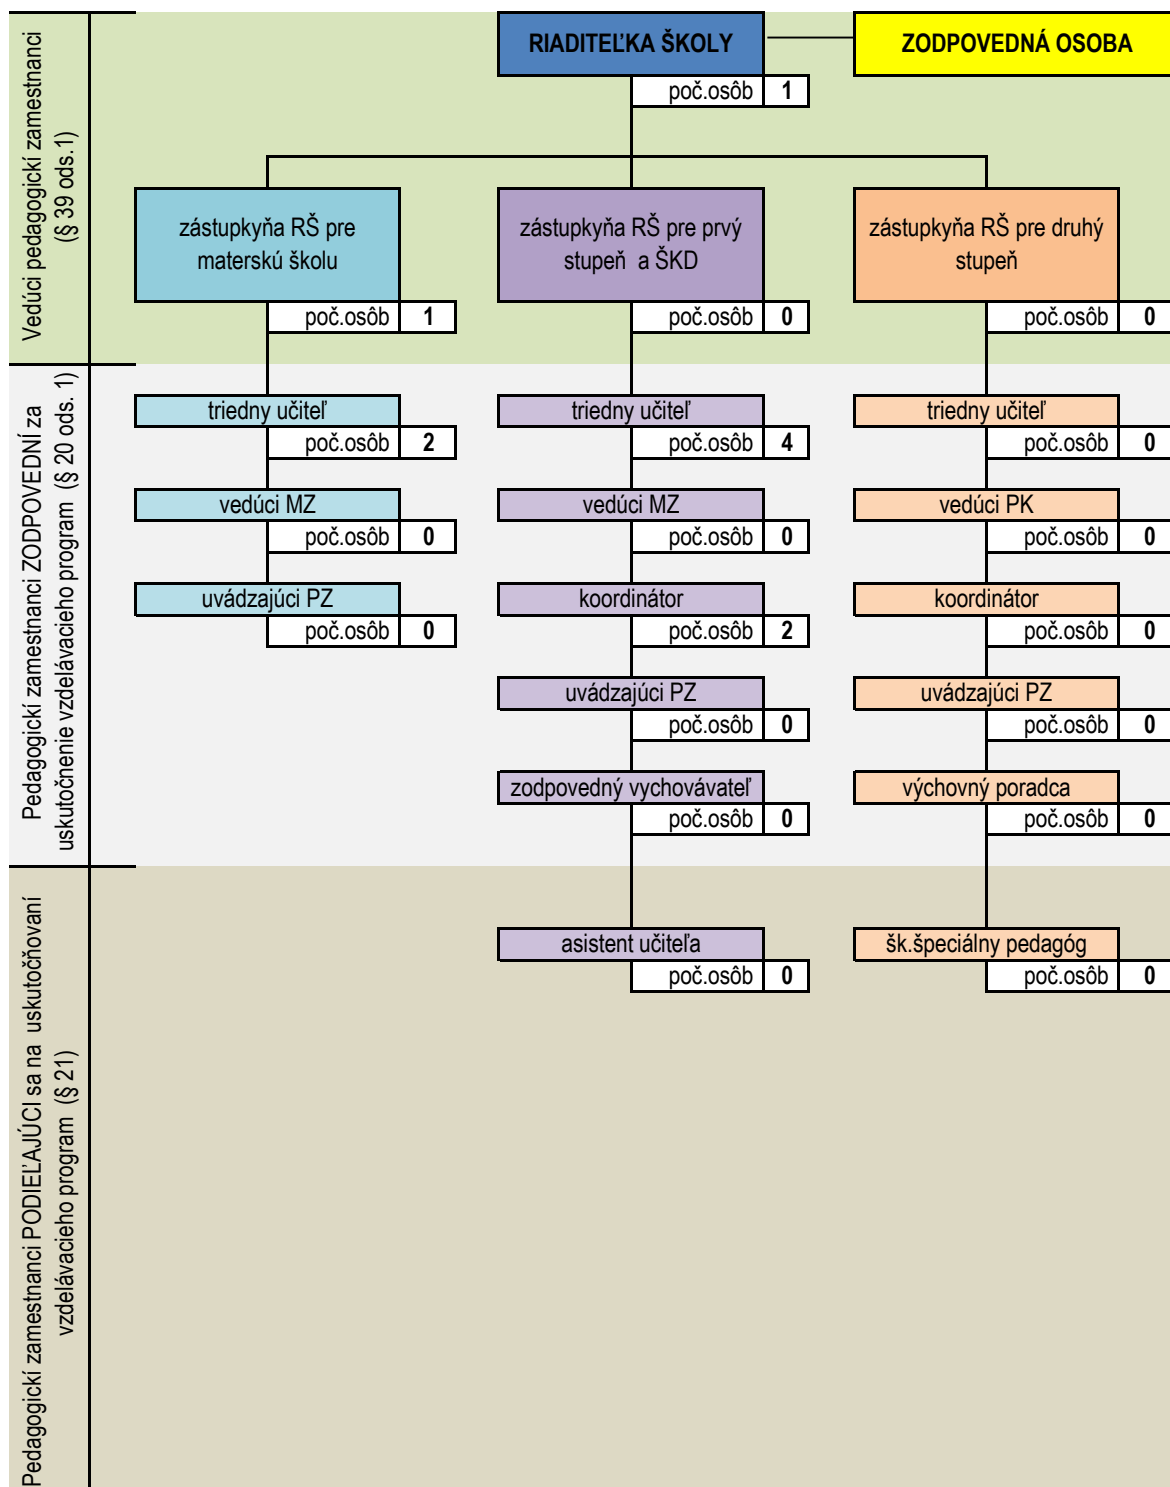 Vedúci pedagogickí zamestnanci
(§ 39 ods.1)
RIADITEĽKA ŠKOLY
ZODPOVEDNÁ OSOBA
poč.osôb 1
zástupkyňa RŠ pre
materskú školu
zástupkyňa RŠ pre prvý
stupeň a ŠKD
zástupkyňa RŠ pre druhý
stupeň
poč.osôb 1
poč.osôb 0
poč.osôb 0
Pedagogickí zamestnanci ZODPOVEDNÍ za
uskutočnenie vzdelávacieho program (§ 20 ods. 1)
triedny učiteľ
triedny učiteľ
triedny učiteľ
poč.osôb 2
poč.osôb 4
poč.osôb 0
vedúci MZ
vedúci MZ
vedúci PK
poč.osôb 0
poč.osôb 0
poč.osôb 0
uvádzajúci PZ
koordinátor
koordinátor
poč.osôb 0
poč.osôb 2
poč.osôb 0
uvádzajúci PZ
uvádzajúci PZ
poč.osôb 0
poč.osôb 0
zodpovedný vychovávateľ
výchovný poradca
poč.osôb 0
poč.osôb 0
Pedagogickí zamestnanci PODIEĽAJÚCI sa na uskutočňovaní
vzdelávacieho program (§ 21)
asistent učiteľa
šk.špeciálny pedagóg
poč.osôb 0
poč.osôb 0